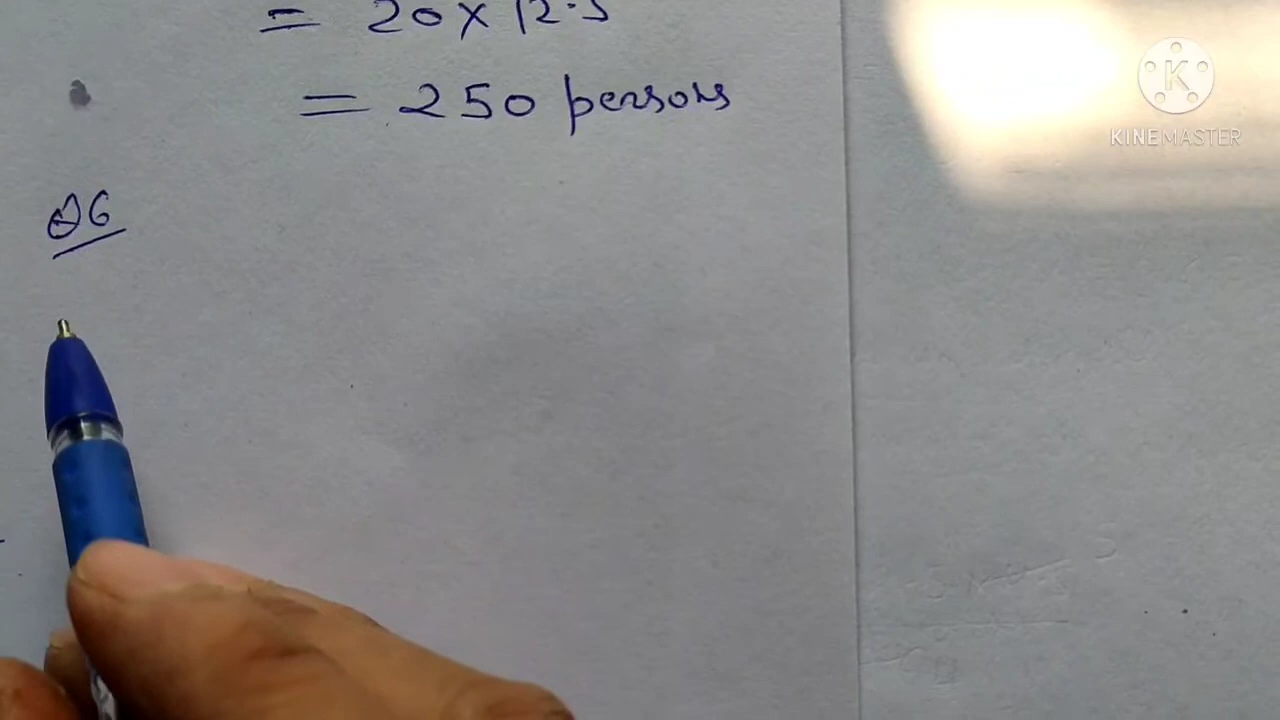 = 20 x 12.5
= 250 persons
Q6
K
KINEMASTER